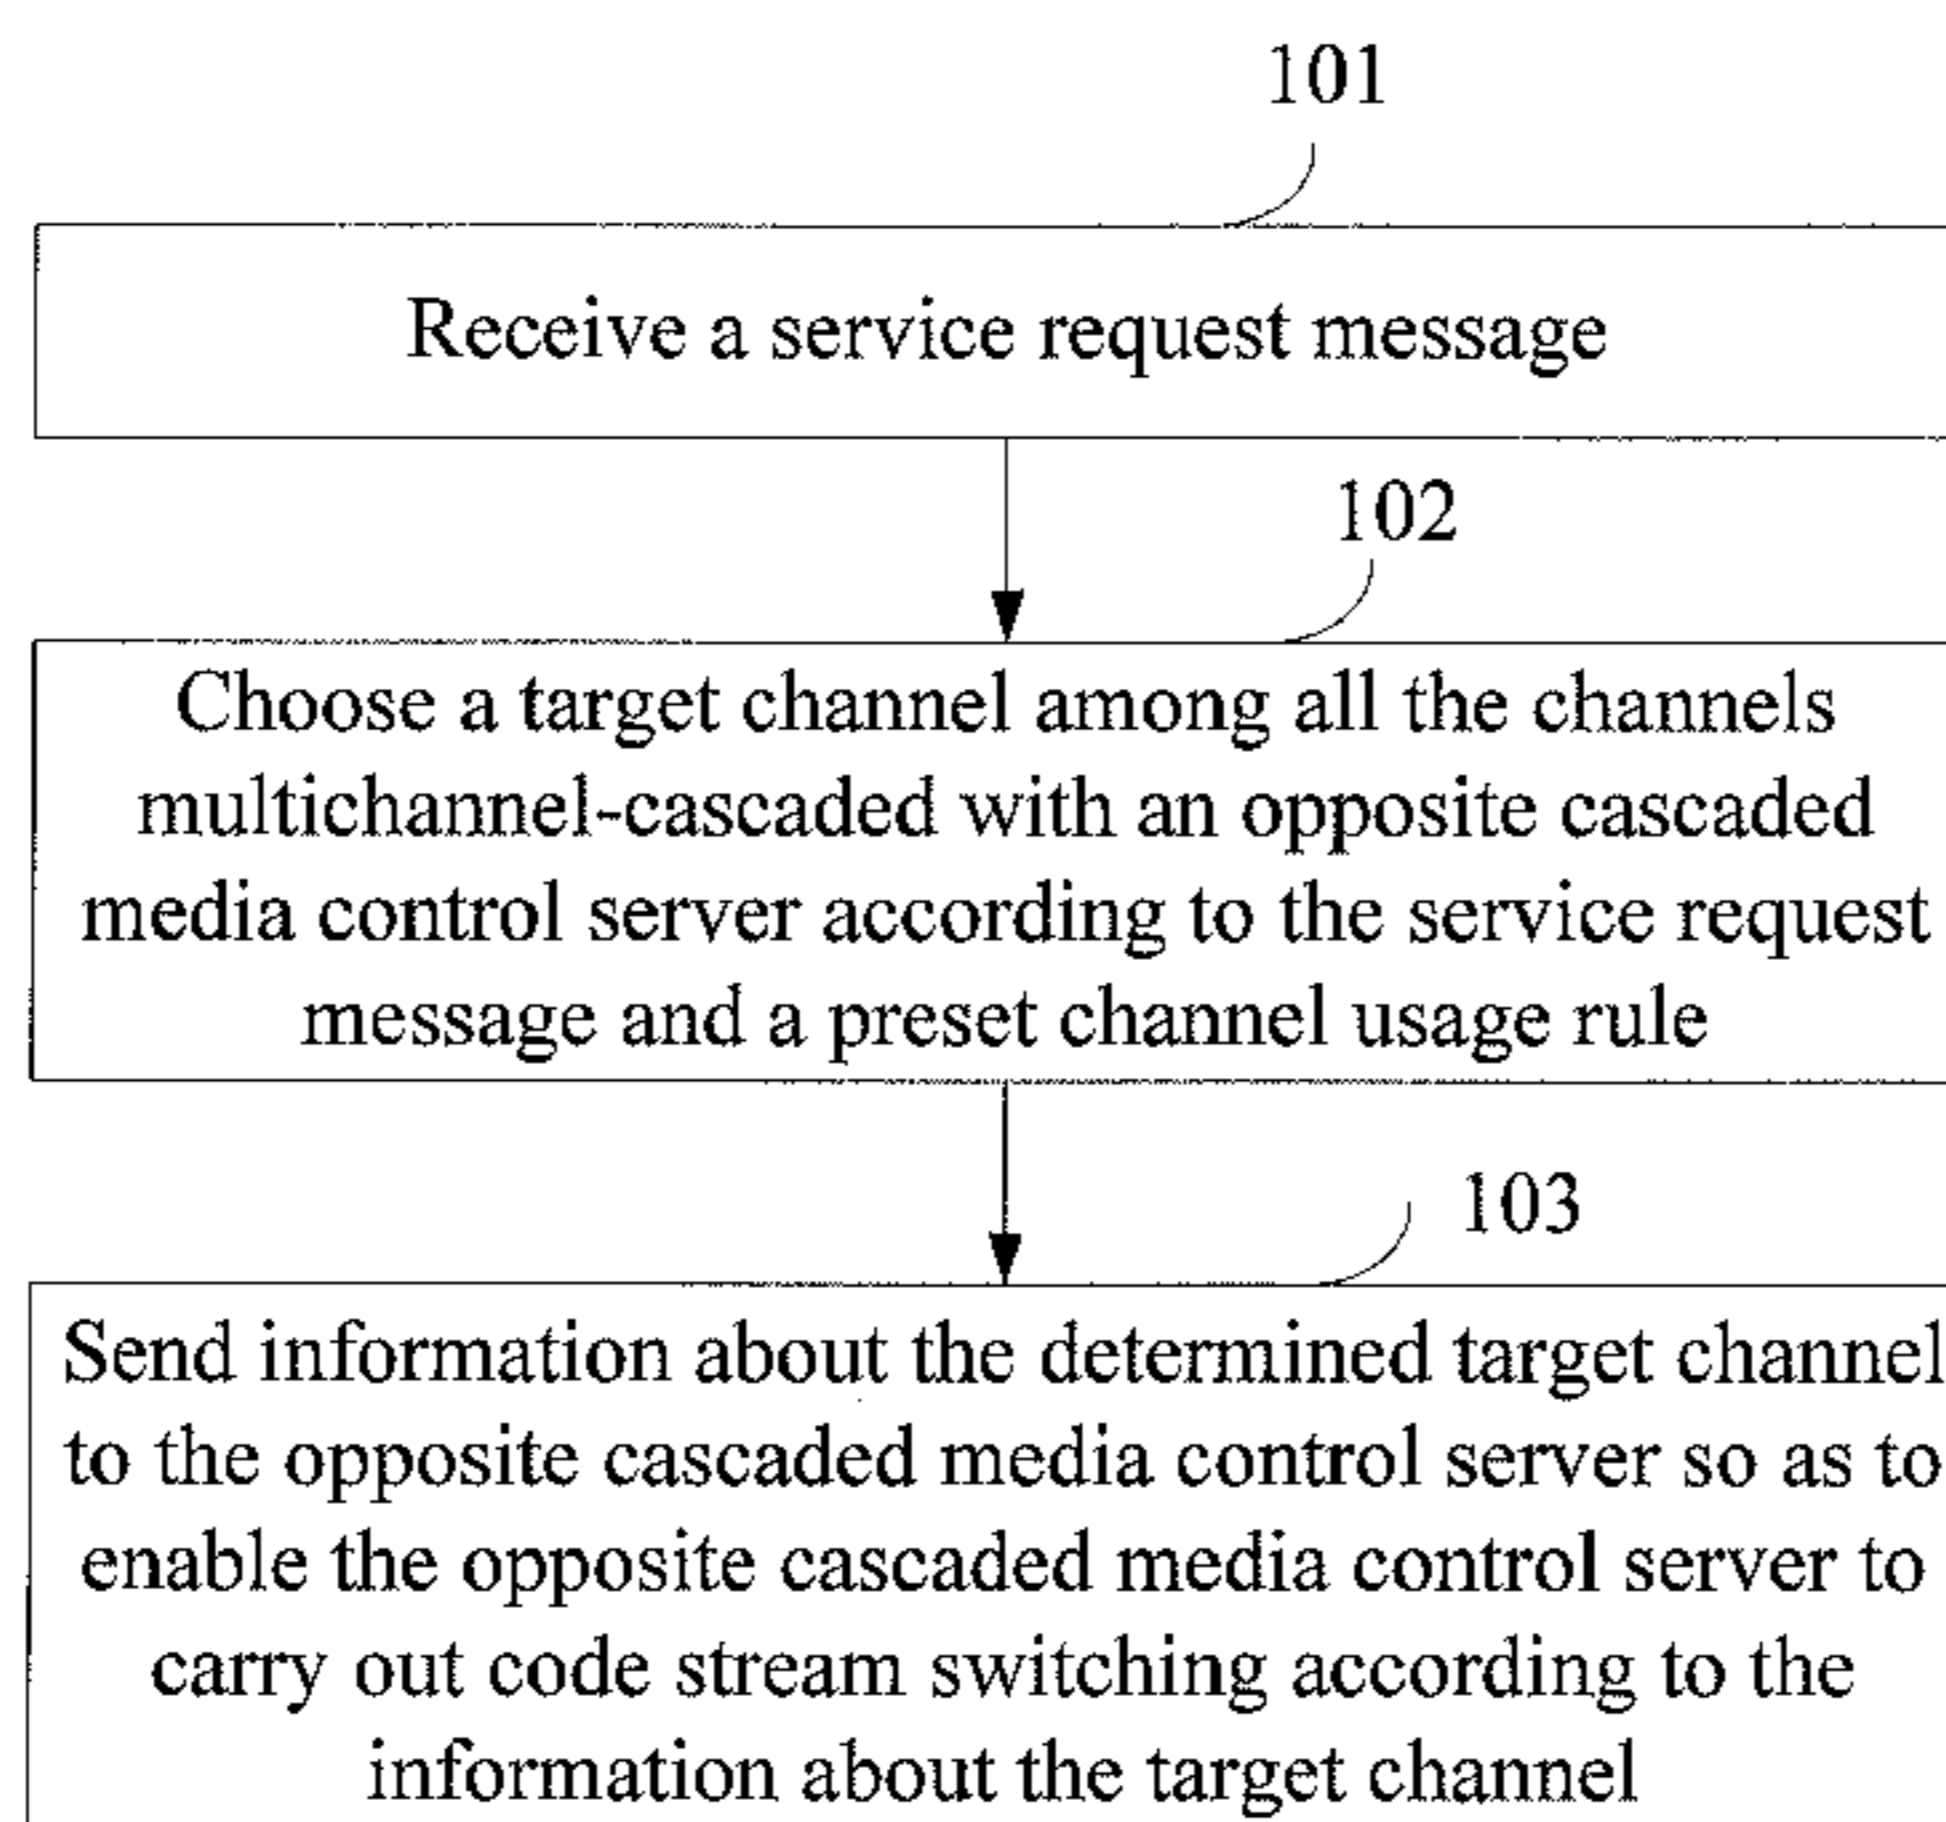 101
Receive a service request message
102
Choose a target channel among all the channels
multichannel-cascaded with an opposite cascaded
media control server according to the service request
message and a preset channel usage rule
103
Send information about the determined target channel
to the opposite cascaded media control server so as to
enable the opposite cascaded media control server to
carry out code stream switching according to the
information about the target channel